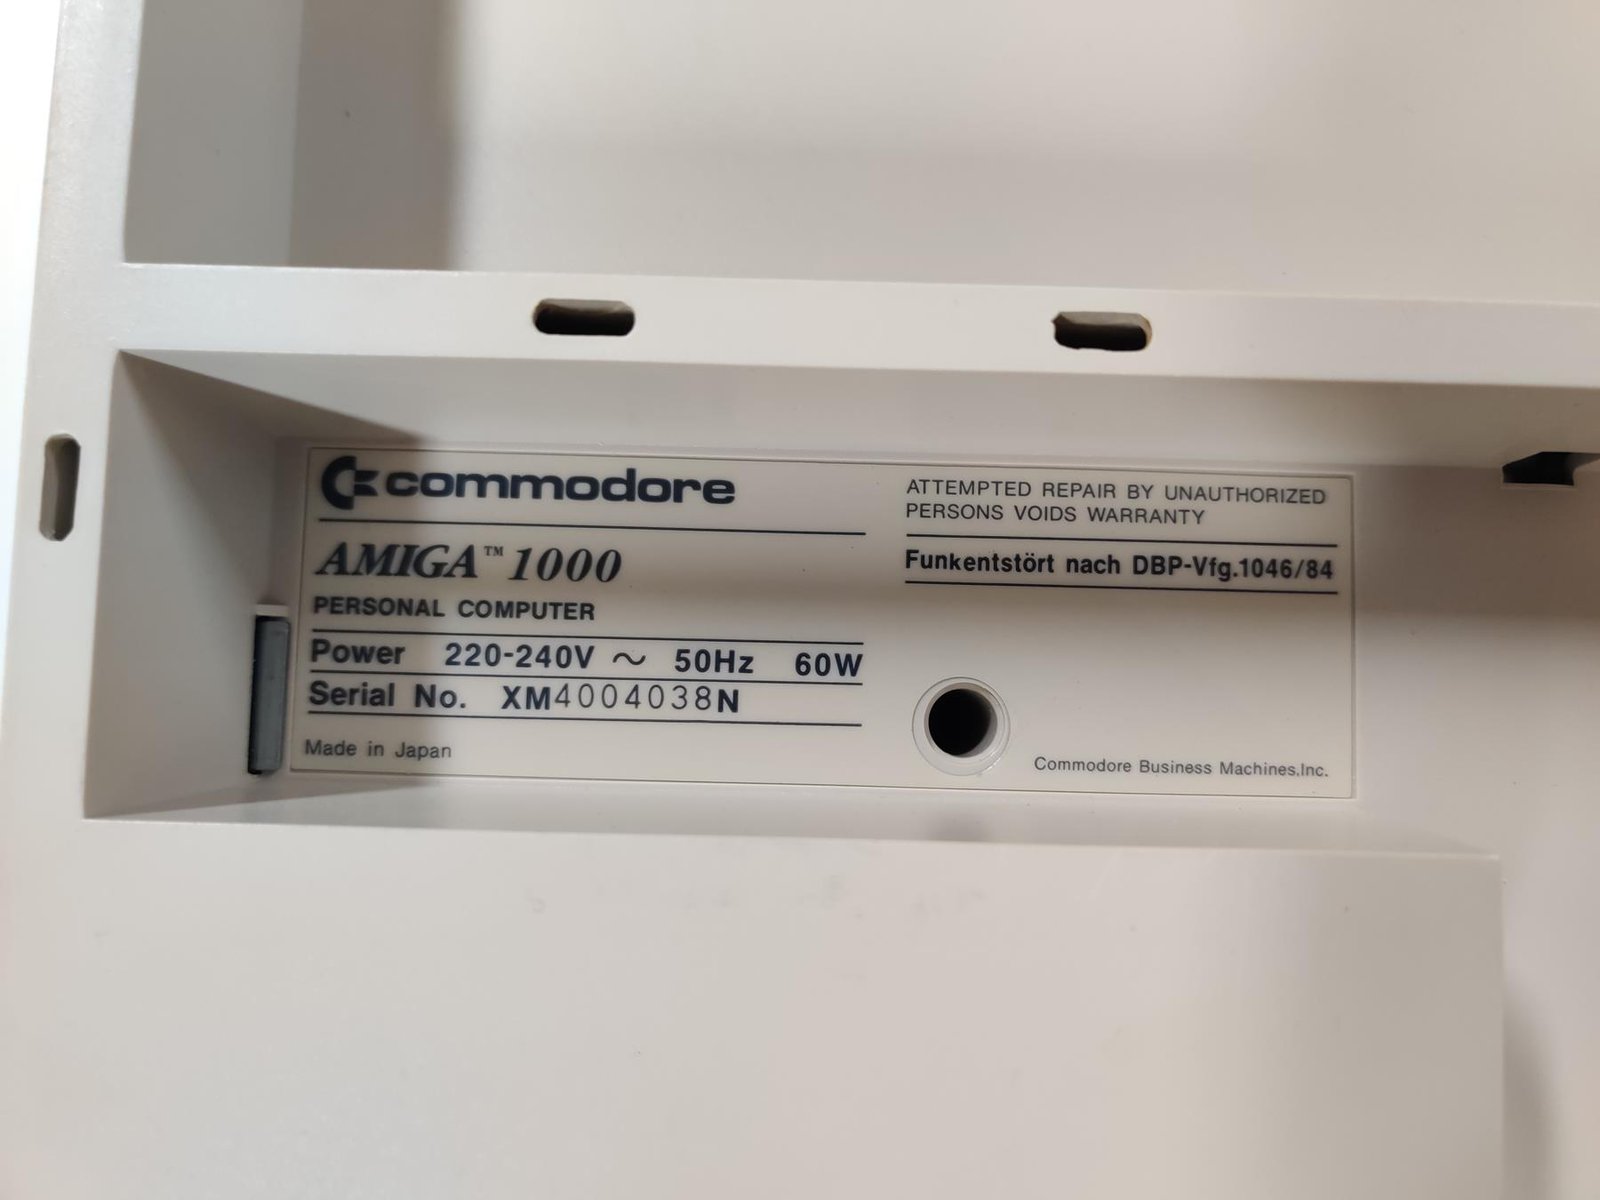 commodore
AMIGA™ 1000
PERSONAL COMPUTER
Power 220-240V ~ 50Hz 60W
Serial No. XM4004038N
Made in Japan
ATTEMPTED REPAIR BY UNAUTHORIZED
PERSONS VOIDS WARRANTY
Funkentstört nach DBP-Vfg.1046/84
Commodore Business Machines,Inc.